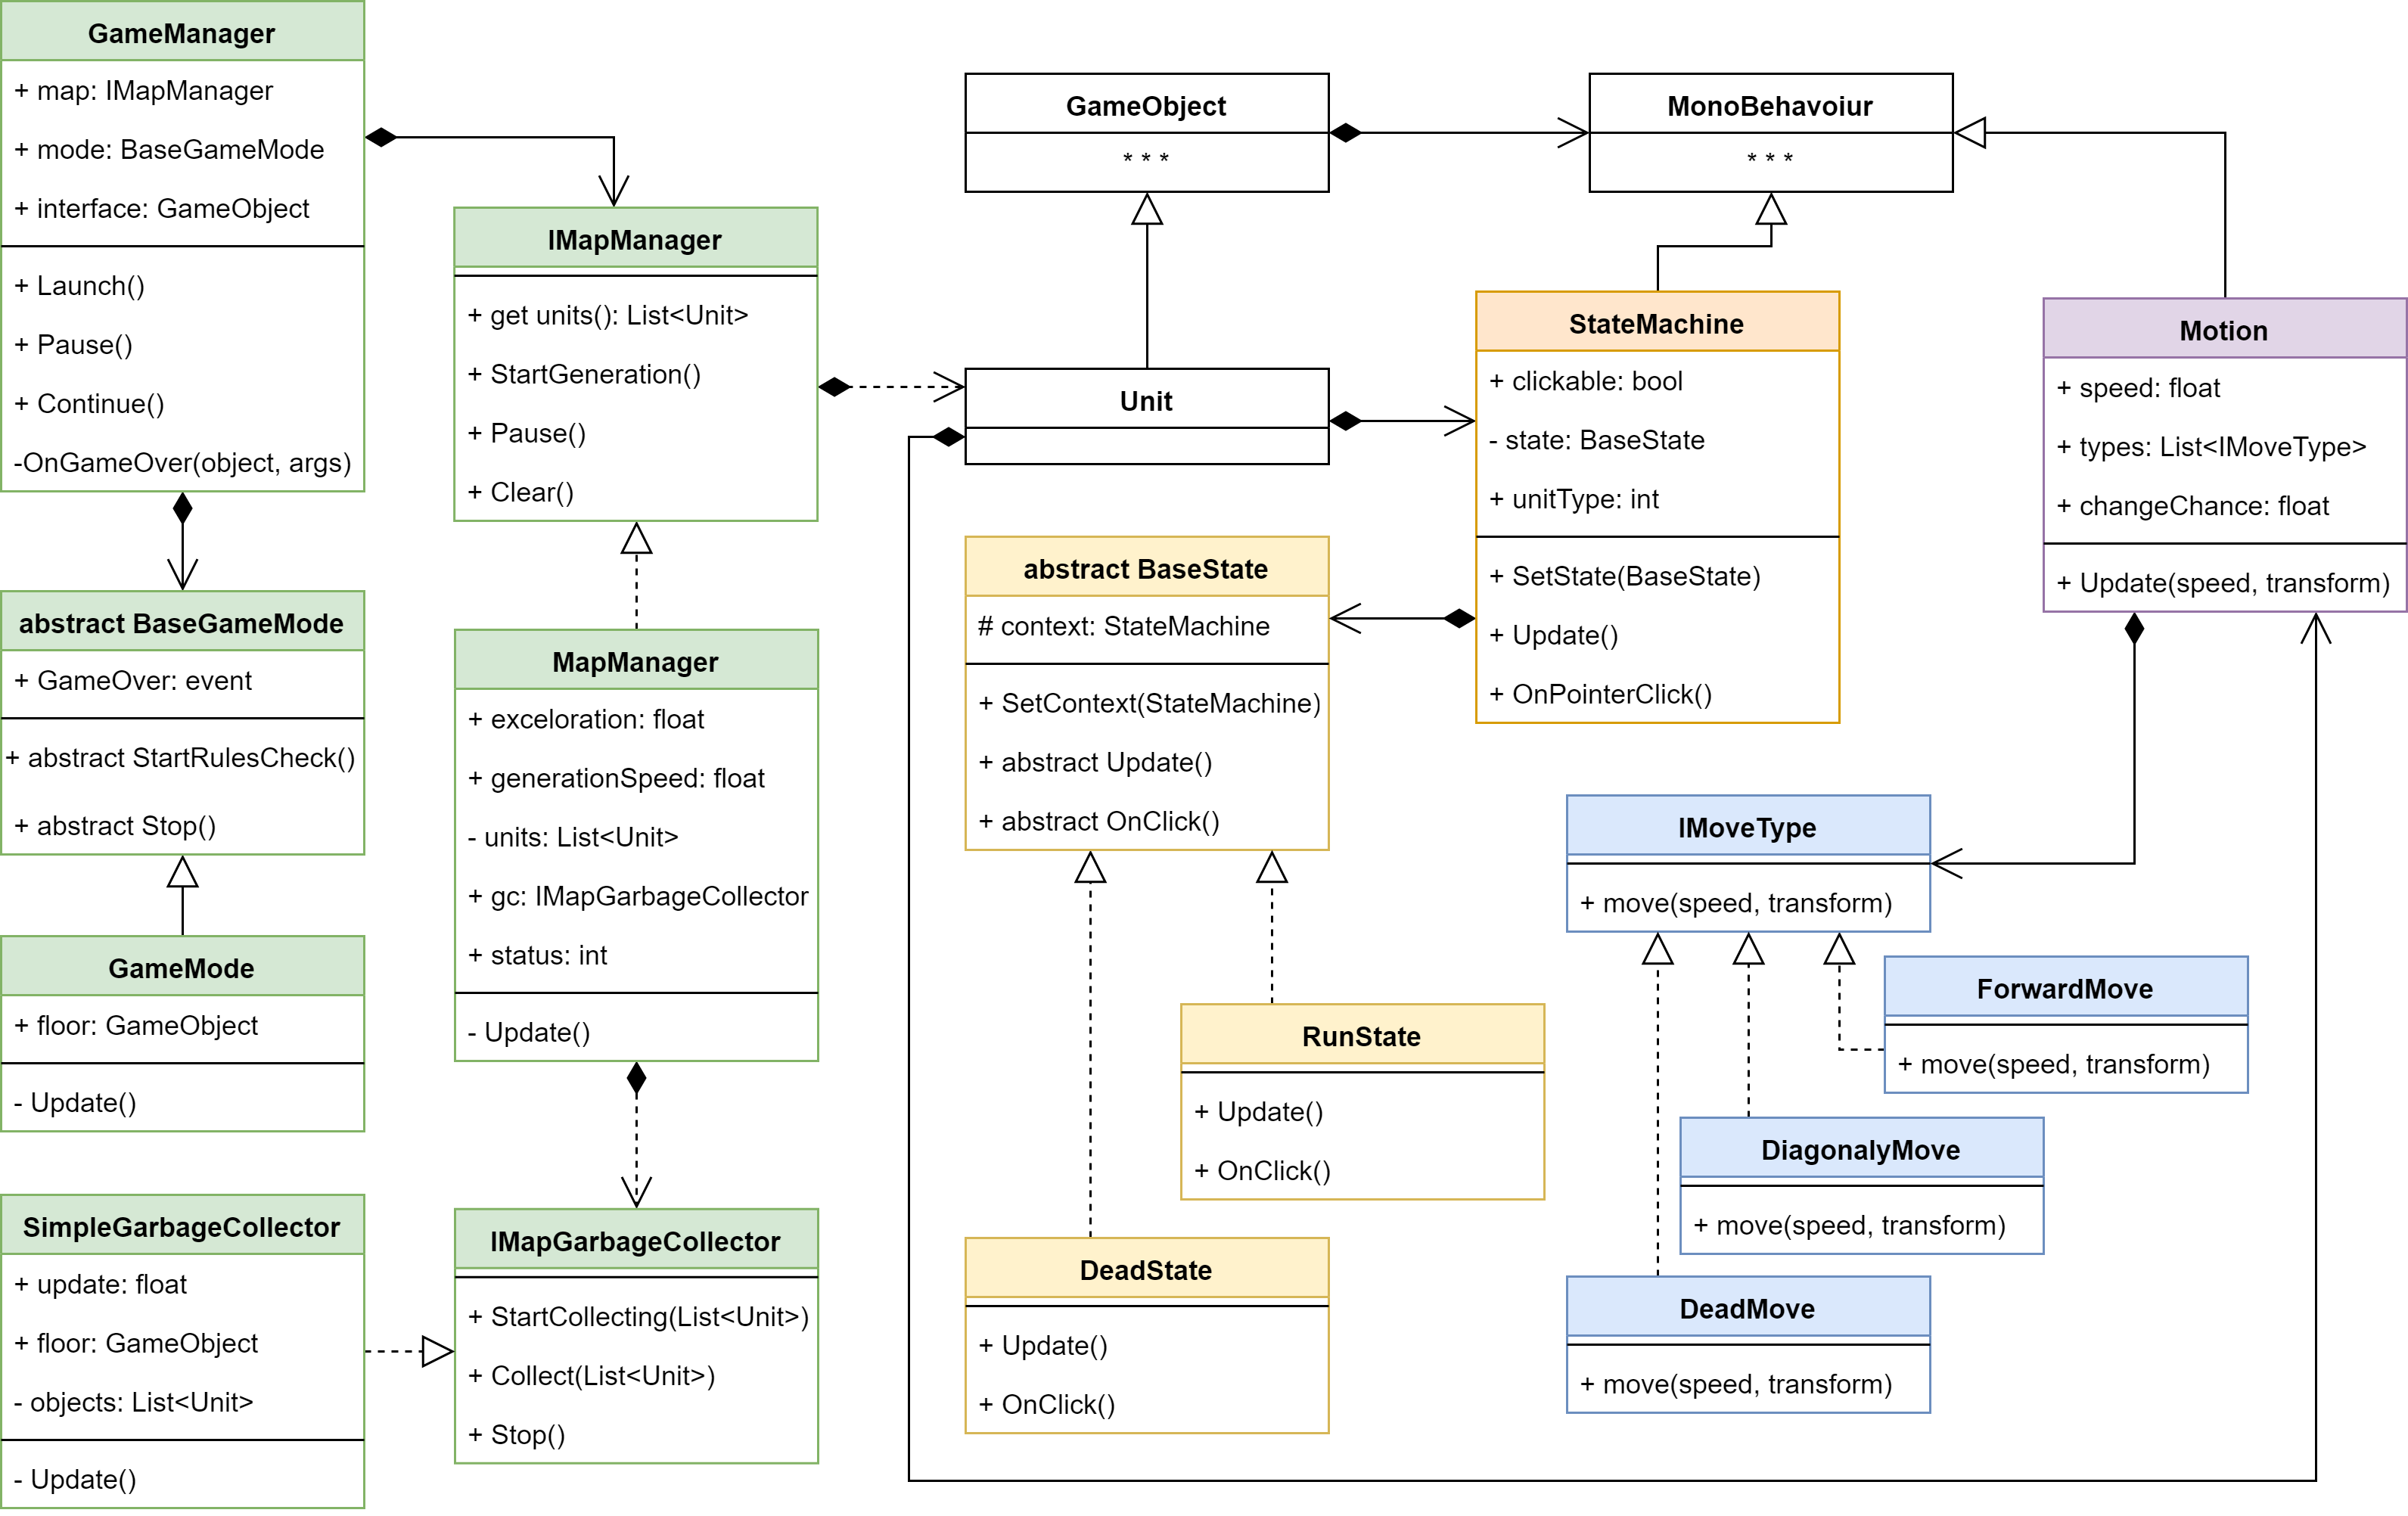 GameManager
+ map: IMapManager
+ mode: BaseGameMode
+ interface: GameObject
+ Launch()
+ Pause()
+ Continue()
-OnGameOver(object, args)
abstract BaseGameMode
+ GameOver: event
+ abstract StartRulesCheck()
+ abstract Stop()
GameMode
+ floor: GameObject
- Update()
SimpleGarbageCollector
+ update: float
+ floor: GameObject
- objects: List<Unit>
- Update()
IMapManager
+ get units(): List<Unit>
+ StartGeneration()
+ Pause()
+ Clear()
MapManager
+ exceloration: float
+ generationSpeed: float
- units: List<Unit>
+ gc: IMapGarbageCollector
+ status: int
- Update()
IMapGarbageCollector
+ StartCollecting(List<Unit>)
+ Collect(List<Unit>)
+ Stop()
GameObject
* * *
MonoBehavoiur
* * *
Unit
StateMachine
+ clickable: bool
- state: BaseState
+ unitType: int
+ SetState(BaseState)
+ Update()
+ OnPointerClick()
Motion
+ speed: float
+ types: List<IMoveType>
+ changeChance: float
+ Update(speed, transform)
abstract BaseState
# context: StateMachine
+ SetContext(StateMachine)
+ abstract Update()
+ abstract OnClick()
RunState
+ Update()
+ OnClick()
DeadState
+ Update()
+ OnClick()
IMoveType
+ move(speed, transform)
ForwardMove
+ move(speed, transform)
DiagonalyMove
+ move(speed, transform)
DeadMove
+ move(speed, transform)